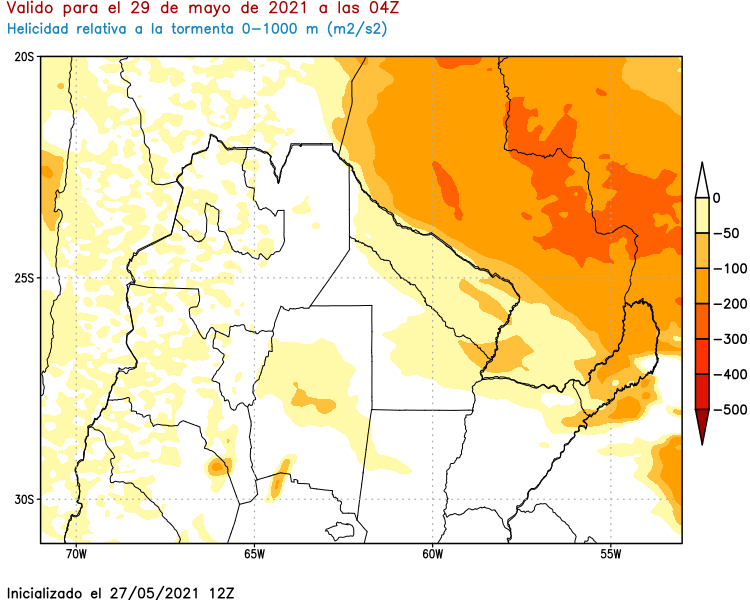 Valido para el 29 de mayo de 2021 a las 04Z
Helicidad relativa a la tormenta 0-1000 m (m2/s2)
20S
25S
30S
70W
65W
60W
55W
0
-50
-100
-200
-300
-400
-500
Inicializado el 27/05/2021 12Z